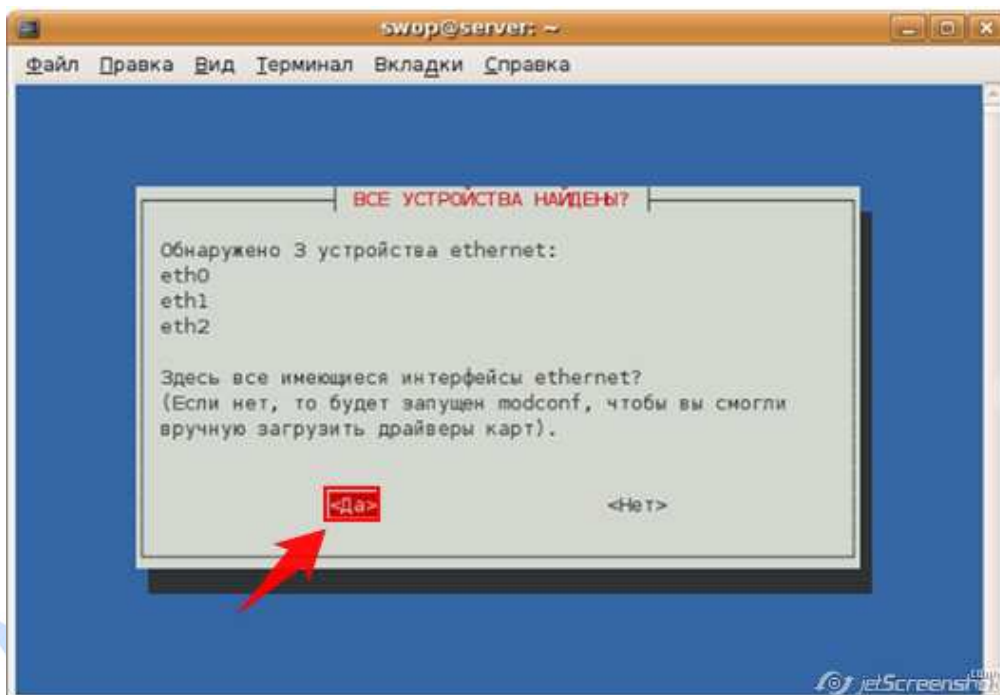 swop@server: ~
Файл Правка Вид Терминал Вкладки Справка
ВСЕ УСТРОЙСТВА НАЙДЕНЫ?
Обнаружено 3 устройства ethernet:
eth0
eth1
eth2
Здесь все имеющиеся интерфейсы ethernet?
(Если нет, то будет запущен modconf, чтобы вы смогли
вручную загрузить драйверы карт).
<Да> <Нет>
jetScreenshot
.com